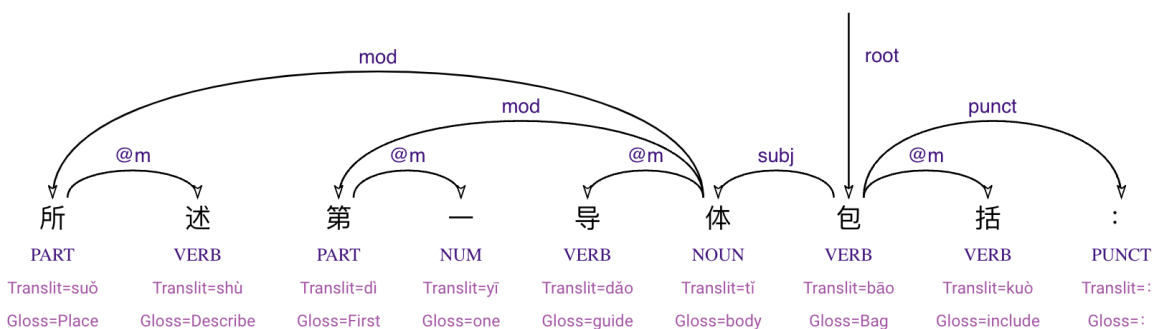 mod
root
mod
punct
@m
@m
@m
subj
@m
所 述 第 一 导 体 包 括 :
PART VERB PART NUM VERB NOUN VERB VERB PUNCT
Translit=suǒ Translit=shù Translit=dì Translit=yī Translit=dǎo Translit=tǐ Translit=bāo Translit=kuò Translit=:
Gloss=Place Gloss=Describe Gloss=First Gloss=one Gloss=guide Gloss=body Gloss=Bag Gloss=include Gloss=: